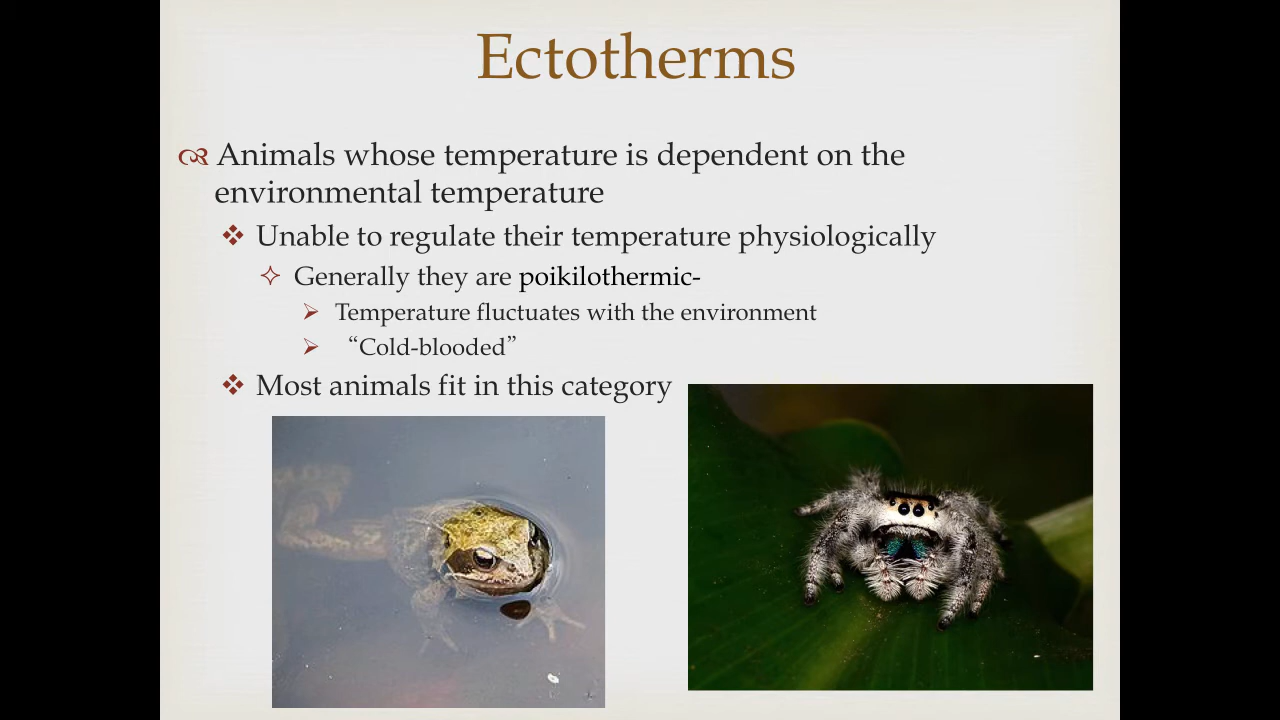 Ectotherms
Animals whose temperature is dependent on the
environmental temperature
Unable to regulate their temperature physiologically
Generally they are poikilothermic-
Temperature fluctuates with the environment
“Cold-blooded”
Most animals fit in this category